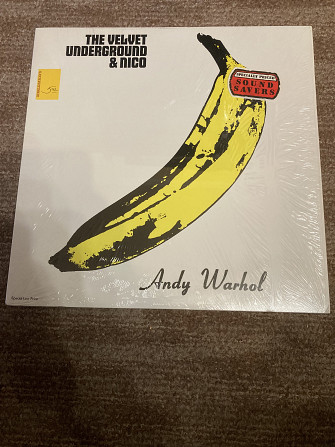 THE VELVET
UNDERGROUND
& NICO
SPECIALLY PRICED
SOUND
SAVERS
Andy Warhol